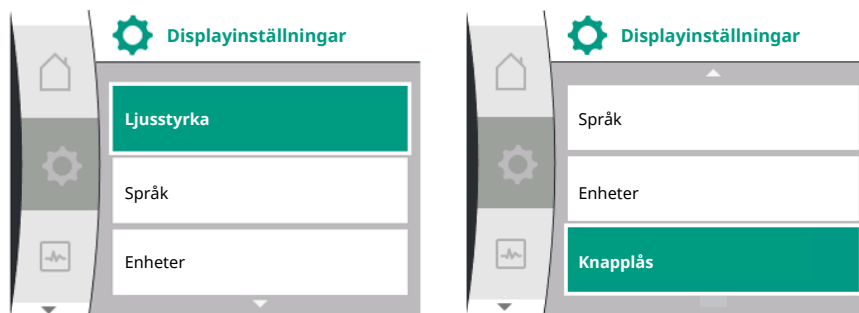 Displayinställningar
Ljusstyrka
Språk
Enheter
Displayinställningar
Språk
Enheter
Knapplås